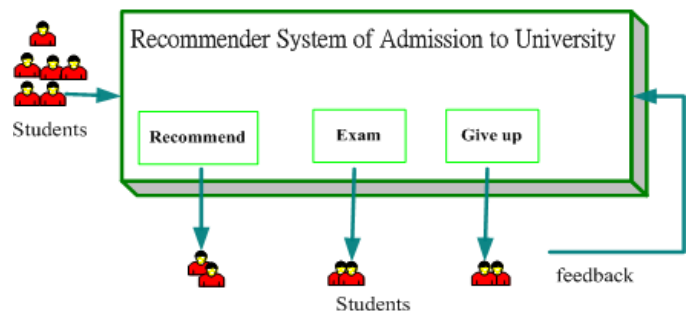 Recommender System of Admission to University
Students
Recommend
Exam
Give up
feedback
Students